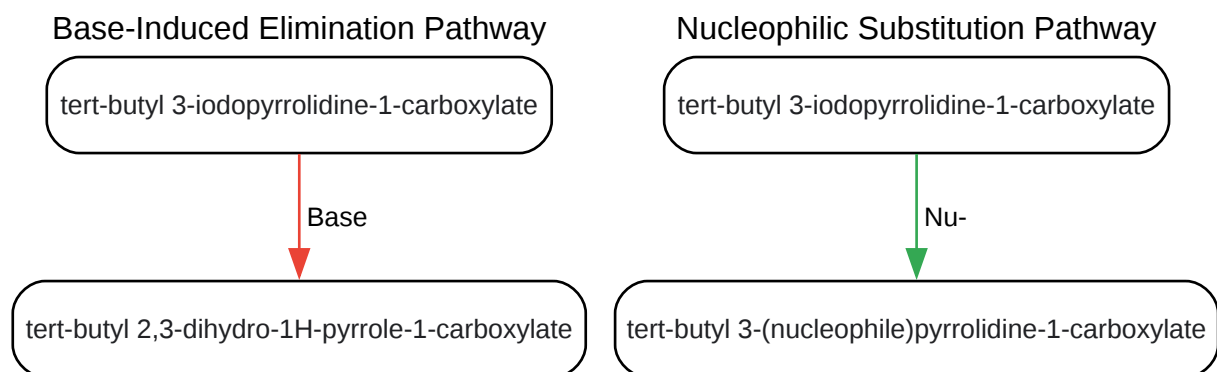 Base-Induced Elimination Pathway
tert-butyl 3-iodopyrrolidine-1-carboxylate
Base
tert-butyl 2,3-dihydro-1H-pyrrole-1-carboxylate
Nucleophilic Substitution Pathway
tert-butyl 3-iodopyrrolidine-1-carboxylate
Nu-
tert-butyl 3-(nucleophile)pyrrolidine-1-carboxylate